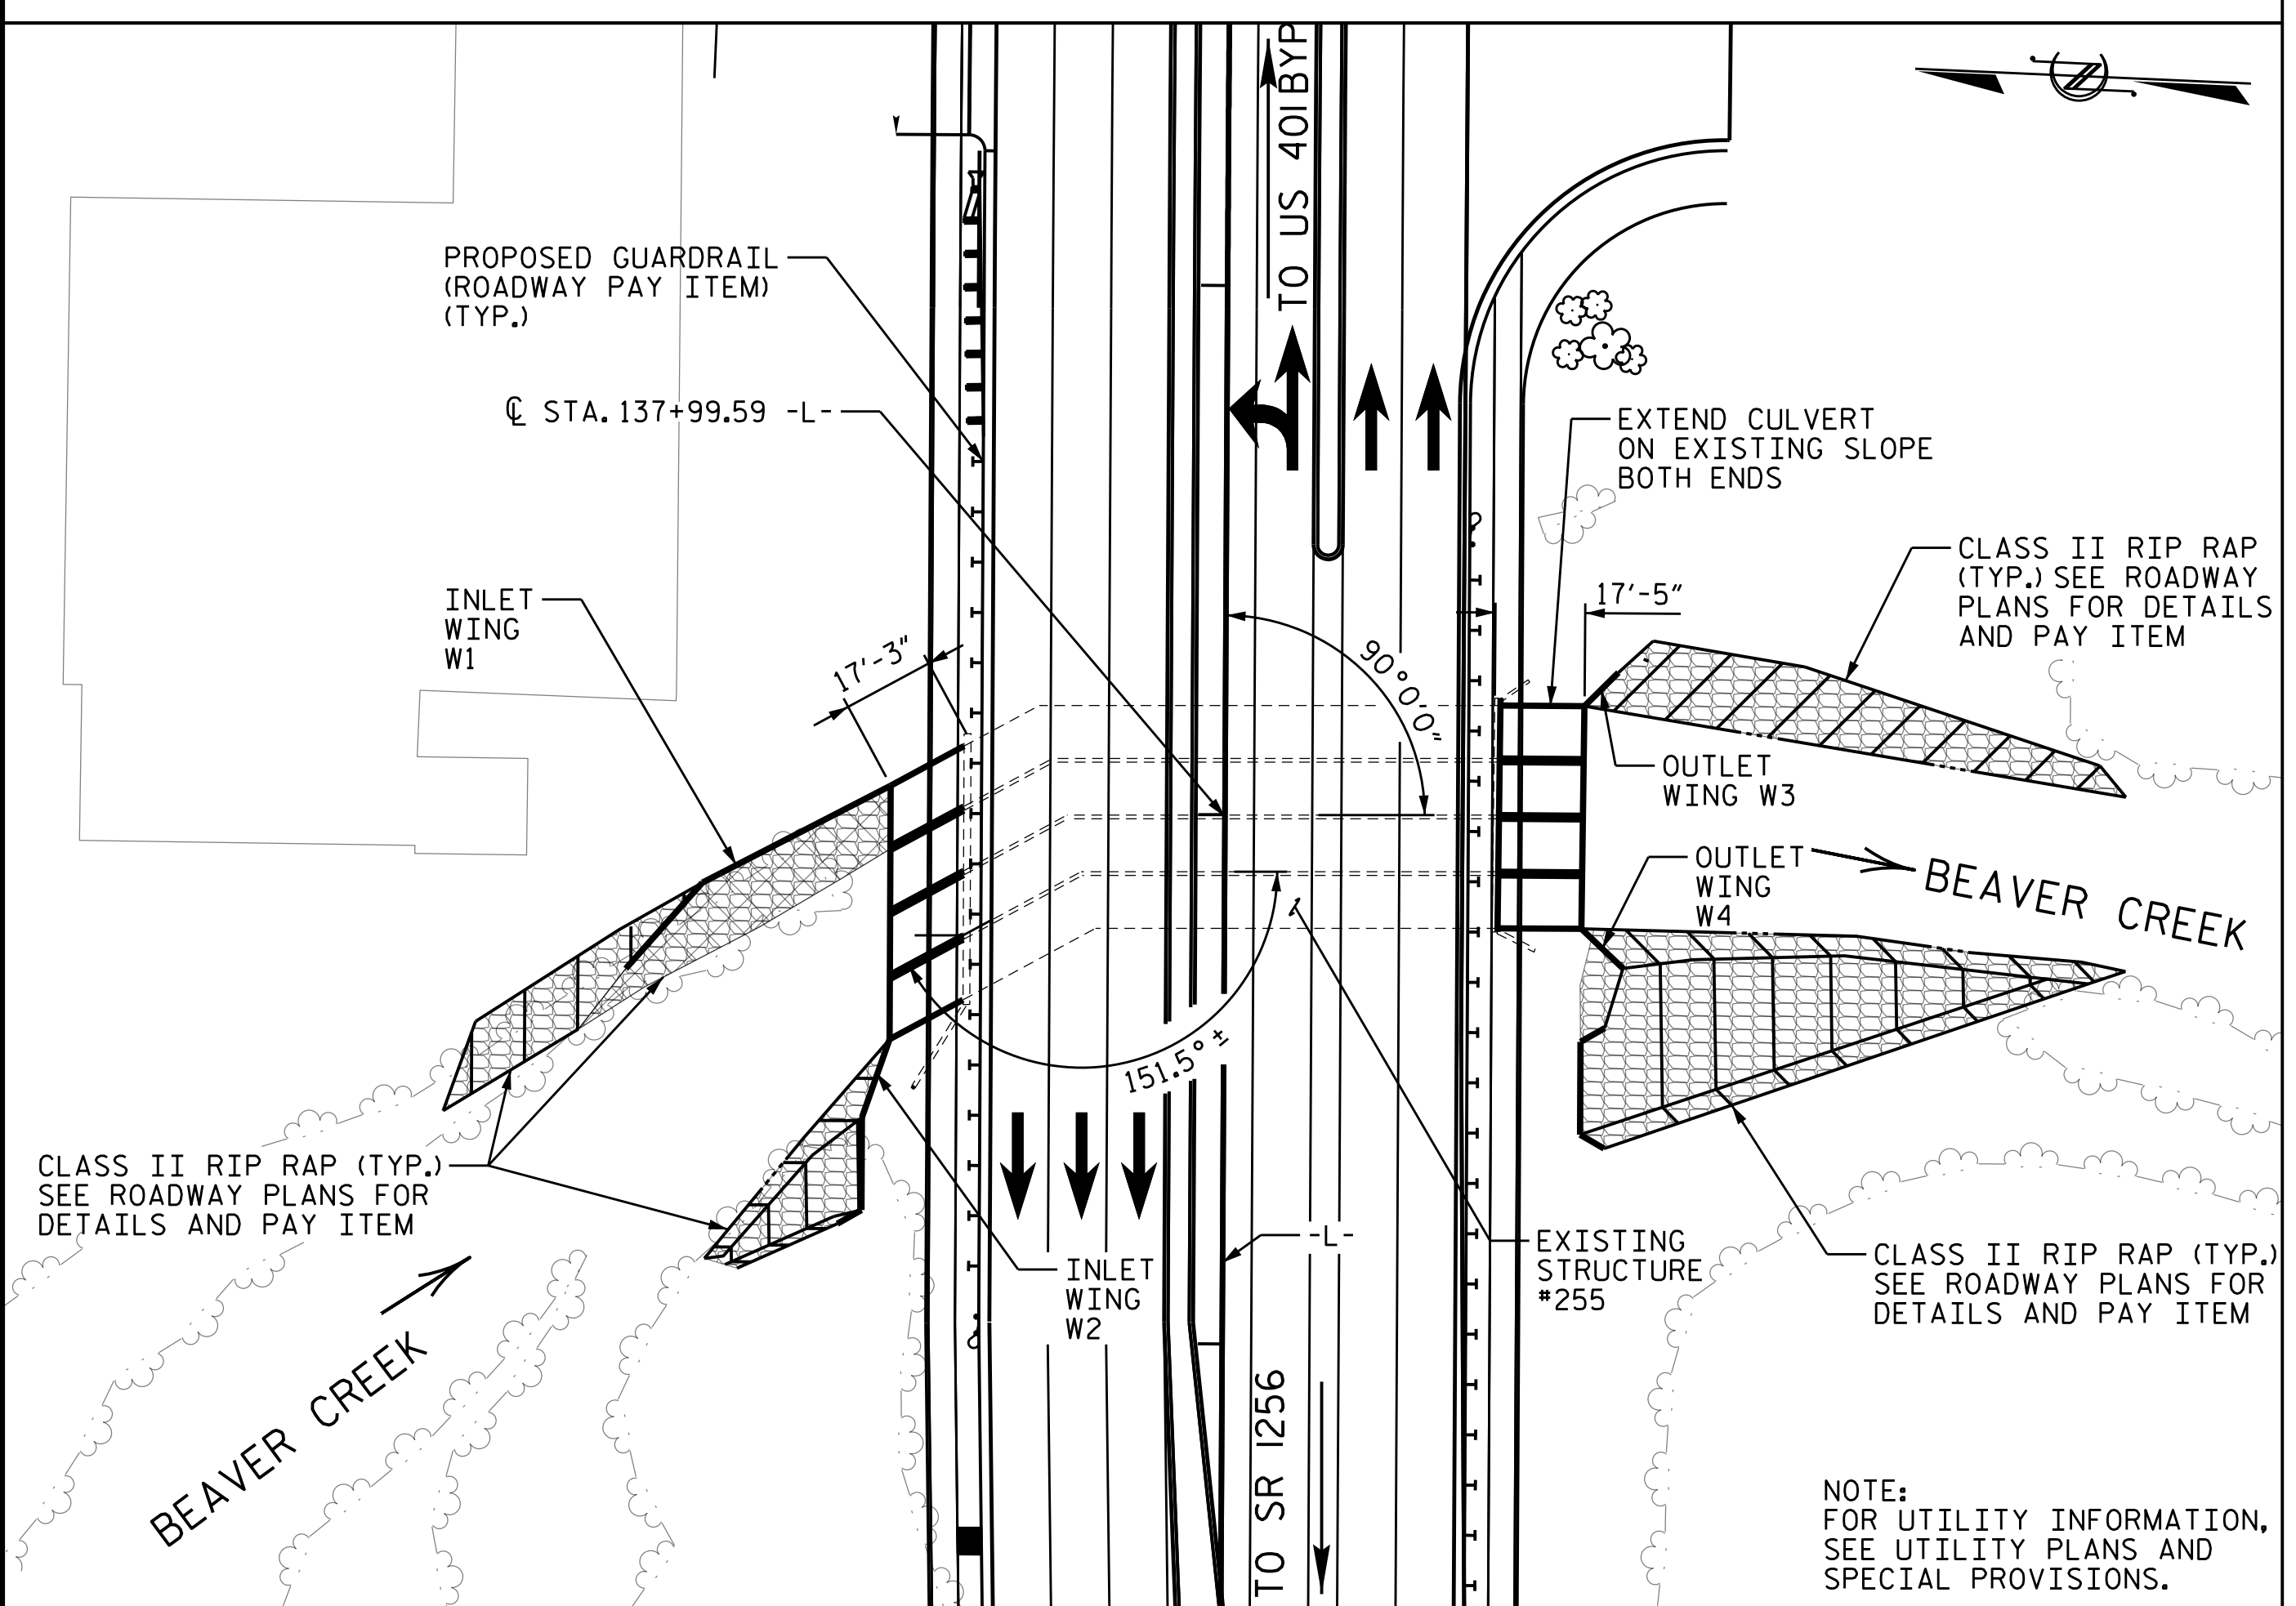 TO US 401BYP
PROPOSED GUARDRAIL
(ROADWAY PAY ITEM)
(TYP.)
℄ STA. 137+99.59 -L-
EXTEND CULVERT
ON EXISTING SLOPE
BOTH ENDS
CLASS II RIP RAP
(TYP.) SEE ROADWAY
PLANS FOR DETAILS
AND PAY ITEM
INLET
WING
W1
17'-3"
17'-5"
90°0'0"
OUTLET
WING W3
OUTLET
WING
W4
BEAVER CREEK
151.5°±
CLASS II RIP RAP (TYP.)
SEE ROADWAY PLANS FOR
DETAILS AND PAY ITEM
INLET
WING
W2
-L-
EXISTING
STRUCTURE
#255
CLASS II RIP RAP (TYP.)
SEE ROADWAY PLANS FOR
DETAILS AND PAY ITEM
BEAVER CREEK
TO SR 1256
NOTE:
FOR UTILITY INFORMATION,
SEE UTILITY PLANS AND
SPECIAL PROVISIONS.